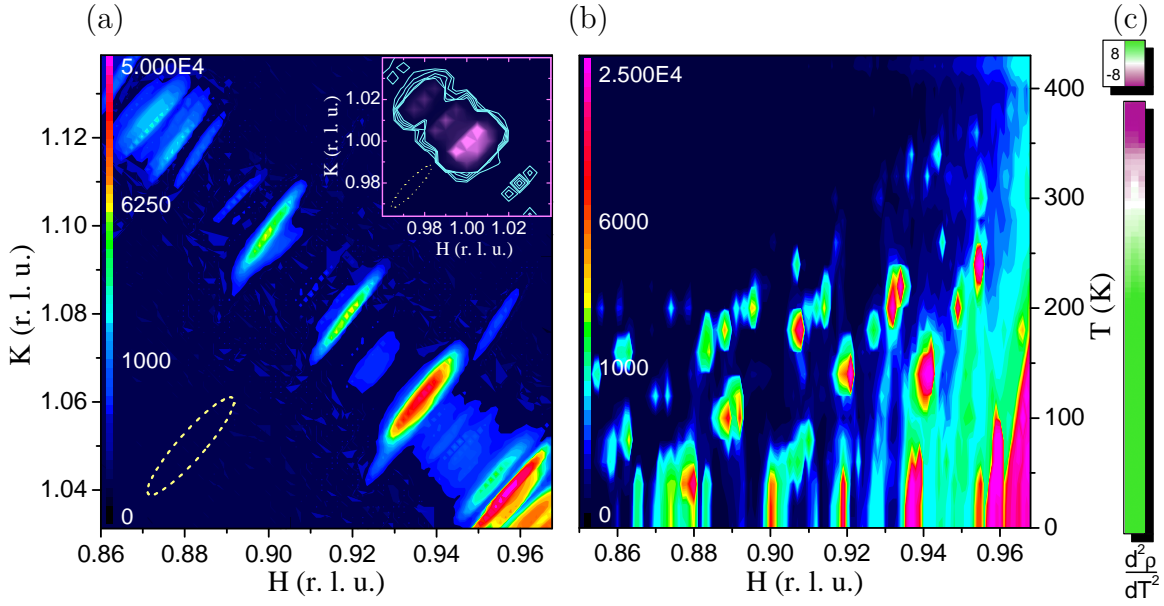 (a)
5.000E4
6250
1000
0
1.12
1.10
1.08
1.06
1.04
K (r. l. u.)
0.86
0.88
0.90
0.92
0.94
0.96
H (r. l. u.)
1.02
1.00
0.98
K (r. l. u.)
0.98 1.00 1.02
H (r. l. u.)
(b)
2.500E4
6000
1000
0
0.86
0.88
0.90
0.92
0.94
0.96
H (r. l. u.)
400
300
200
100
0
T (K)
(c)
8
-8
d²ρ
dT²